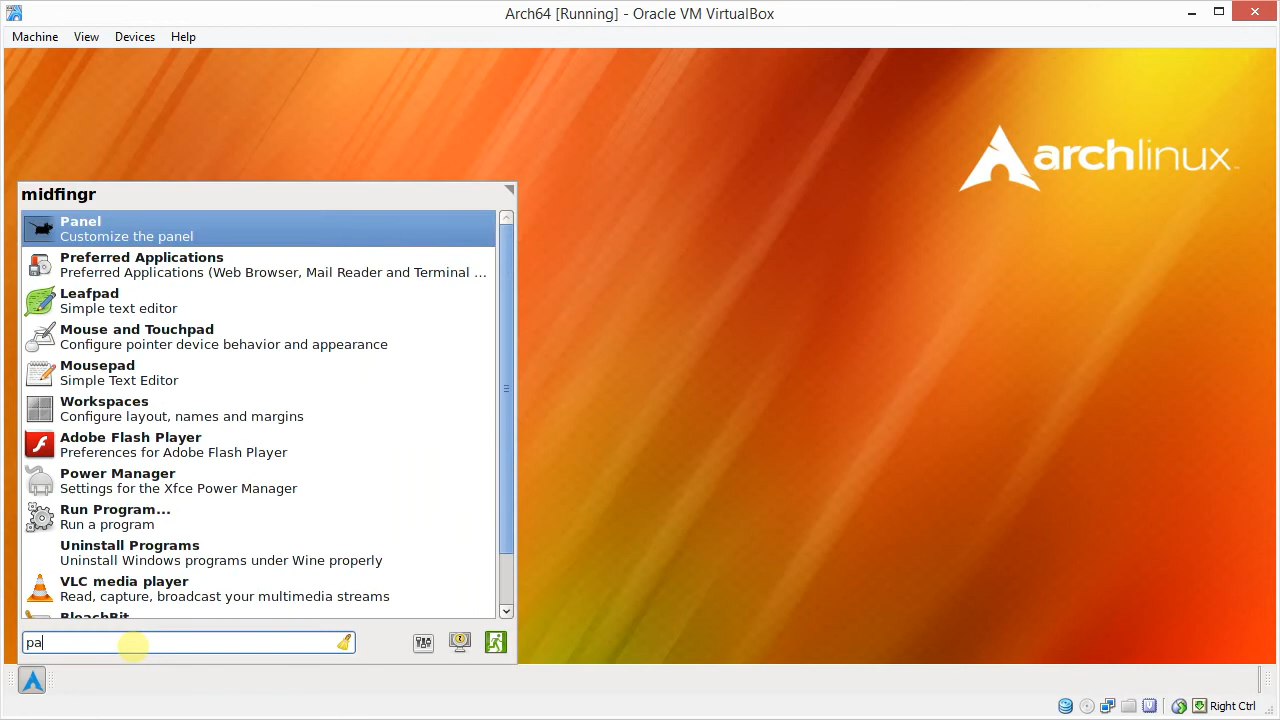 Arch64 [Running] - Oracle VM VirtualBox
Machine View Devices Help
archlinux
midfingr
Panel
Customize the panel
Preferred Applications
Preferred Applications (Web Browser, Mail Reader and Terminal ...
Leafpad
Simple text editor
Mouse and Touchpad
Configure pointer device behavior and appearance
Mousepad
Simple Text Editor
Workspaces
Configure layout, names and margins
Adobe Flash Player
Preferences for Adobe Flash Player
Power Manager
Settings for the Xfce Power Manager
Run Program...
Run a program
Uninstall Programs
Uninstall Windows programs under Wine properly
VLC media player
Read, capture, broadcast your multimedia streams
BleachBit
pa
Right Ctrl